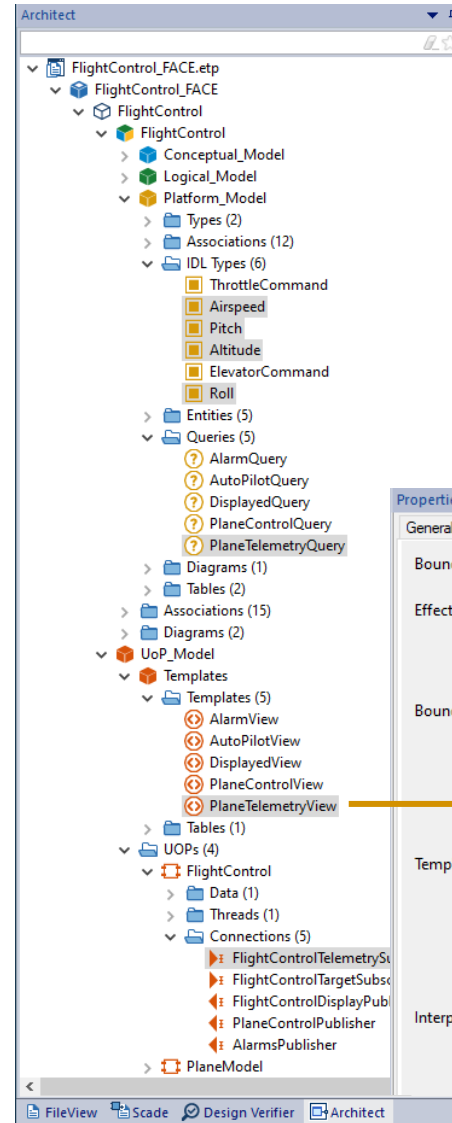 Architect
FlightControl_FACE.etp
FlightControl_FACE
FlightControl
FlightControl
Conceptual_Model
Logical_Model
Platform_Model
Types (2)
Associations (12)
IDL Types (6)
ThrottleCommand
Airspeed
Pitch
Altitude
ElevatorCommand
Roll
Entities (5)
Queries (5)
AlarmQuery
AutoPilotQuery
DisplayedQuery
PlaneControlQuery
PlaneTelemetryQuery
Diagrams (1)
Tables (2)
Associations (15)
Diagrams (2)
UoP_Model
Templates
Templates (5)
AlarmView
AutoPilotView
DisplayedView
PlaneControlView
PlaneTelemetryView
Tables (1)
UOPs (4)
FlightControl
Data (1)
Threads (1)
Connections (5)
FlightControlTelemetrySu
FlightControlTargetSubsc
FlightControlDisplayPubl
PlaneControlPublisher
AlarmsPublisher
PlaneModel
FileView Scade Design Verifier Architect
Propertie
General
Boun
Effect
Boun
Temp
Interp